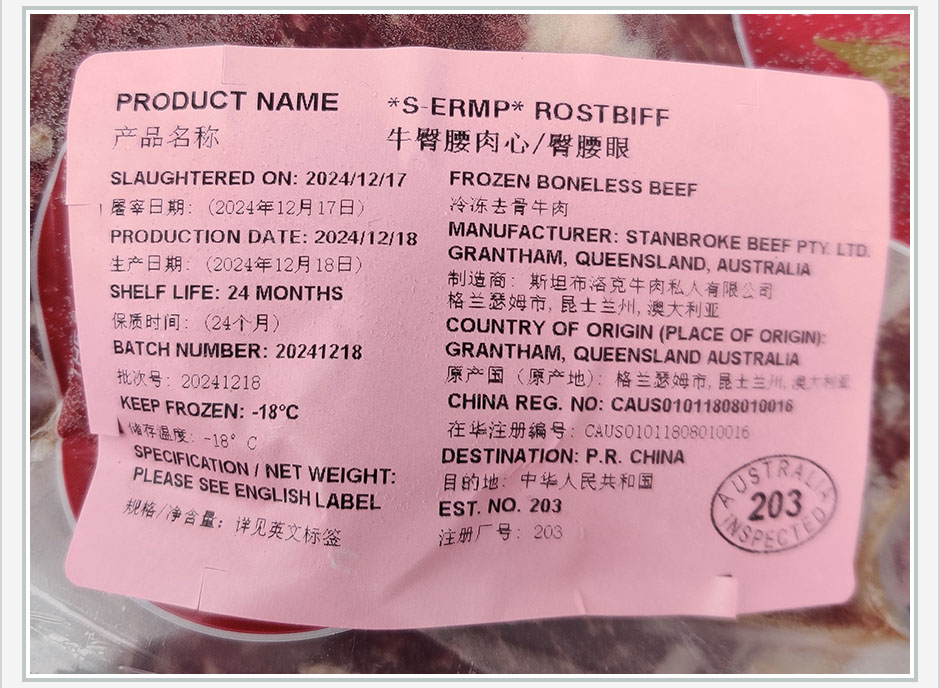 PRODUCT NAME *S-ERMP* ROSTBIFF
产品名称 牛臀腰肉心/臀腰眼
SLAUGHTERED ON: 2024/12/17
屠宰日期: (2024年12月17日)
PRODUCTION DATE: 2024/12/18
生产日期: (2024年12月18日)
SHELF LIFE: 24 MONTHS
保质时间: (24个月)
BATCH NUMBER: 20241218
批次号: 20241218
KEEP FROZEN: -18°C
储存温度: -18° C
SPECIFICATION / NET WEIGHT:
PLEASE SEE ENGLISH LABEL
规格/净含量: 详见英文标签
FROZEN BONELESS BEEF
冷冻去骨牛肉
MANUFACTURER: STANBROKE BEEF PTY. LTD.
GRANTHAM, QUEENSLAND, AUSTRALIA
制造商: 斯坦布洛克牛肉私人有限公司
格兰瑟姆市, 昆士兰州, 澳大利亚
COUNTRY OF ORIGIN (PLACE OF ORIGIN):
GRANTHAM, QUEENSLAND AUSTRALIA
原产国 (原产地): 格兰瑟姆市, 昆士兰州, 澳大利亚
CHINA REG. NO: CAUS01011808010016
在华注册编号: CAUS01011808010016
DESTINATION: P.R. CHINA
目的地: 中华人民共和国
EST. NO. 203
注册厂号: 203
AUSTRALIA
203
INSPECTED